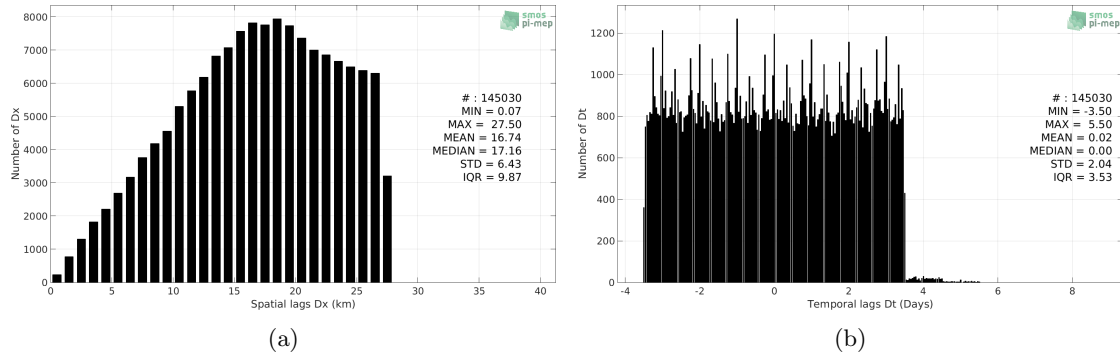 8000
7000
6000
5000
4000
3000
2000
1000
0
Number of Dx
0 5 10 15 20 25 30 35 40
Spatial lags Dx (km)
smos
pi-mep
# : 145030
MIN = 0.07
MAX = 27.50
MEAN = 16.74
MEDIAN = 17.16
STD = 6.43
IQR = 9.87
(a)
1200
1000
800
600
400
200
0
Number of Dt
-4 -2 0 2 4 6 8
Temporal lags Dt (Days)
smos
pi-mep
# : 145030
MIN = -3.50
MAX = 5.50
MEAN = 0.02
MEDIAN = 0.00
STD = 2.04
IQR = 3.53
(b)